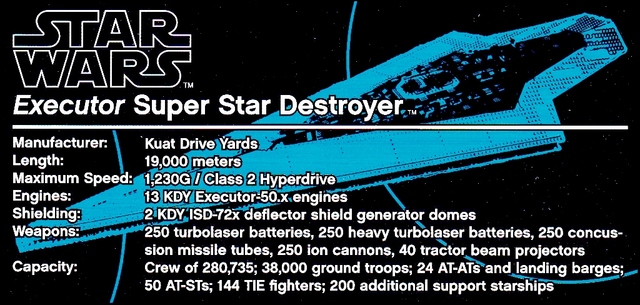 STAR
WARS™
Executor Super Star Destroyer™
Manufacturer: Kuat Drive Yards
Length: 19,000 meters
Maximum Speed: 1,230G / Class 2 Hyperdrive
Engines: 13 KDY Executor-50.x engines
Shielding: 2 KDY ISD-72x deflector shield generator domes
Weapons: 250 turbolaser batteries, 250 heavy turbolaser batteries, 250 concus-
sion missile tubes, 250 ion cannons, 40 tractor beam projectors
Capacity: Crew of 280,735; 38,000 ground troops; 24 AT-ATs and landing barges;
50 AT-STs; 144 TIE fighters; 200 additional support starships